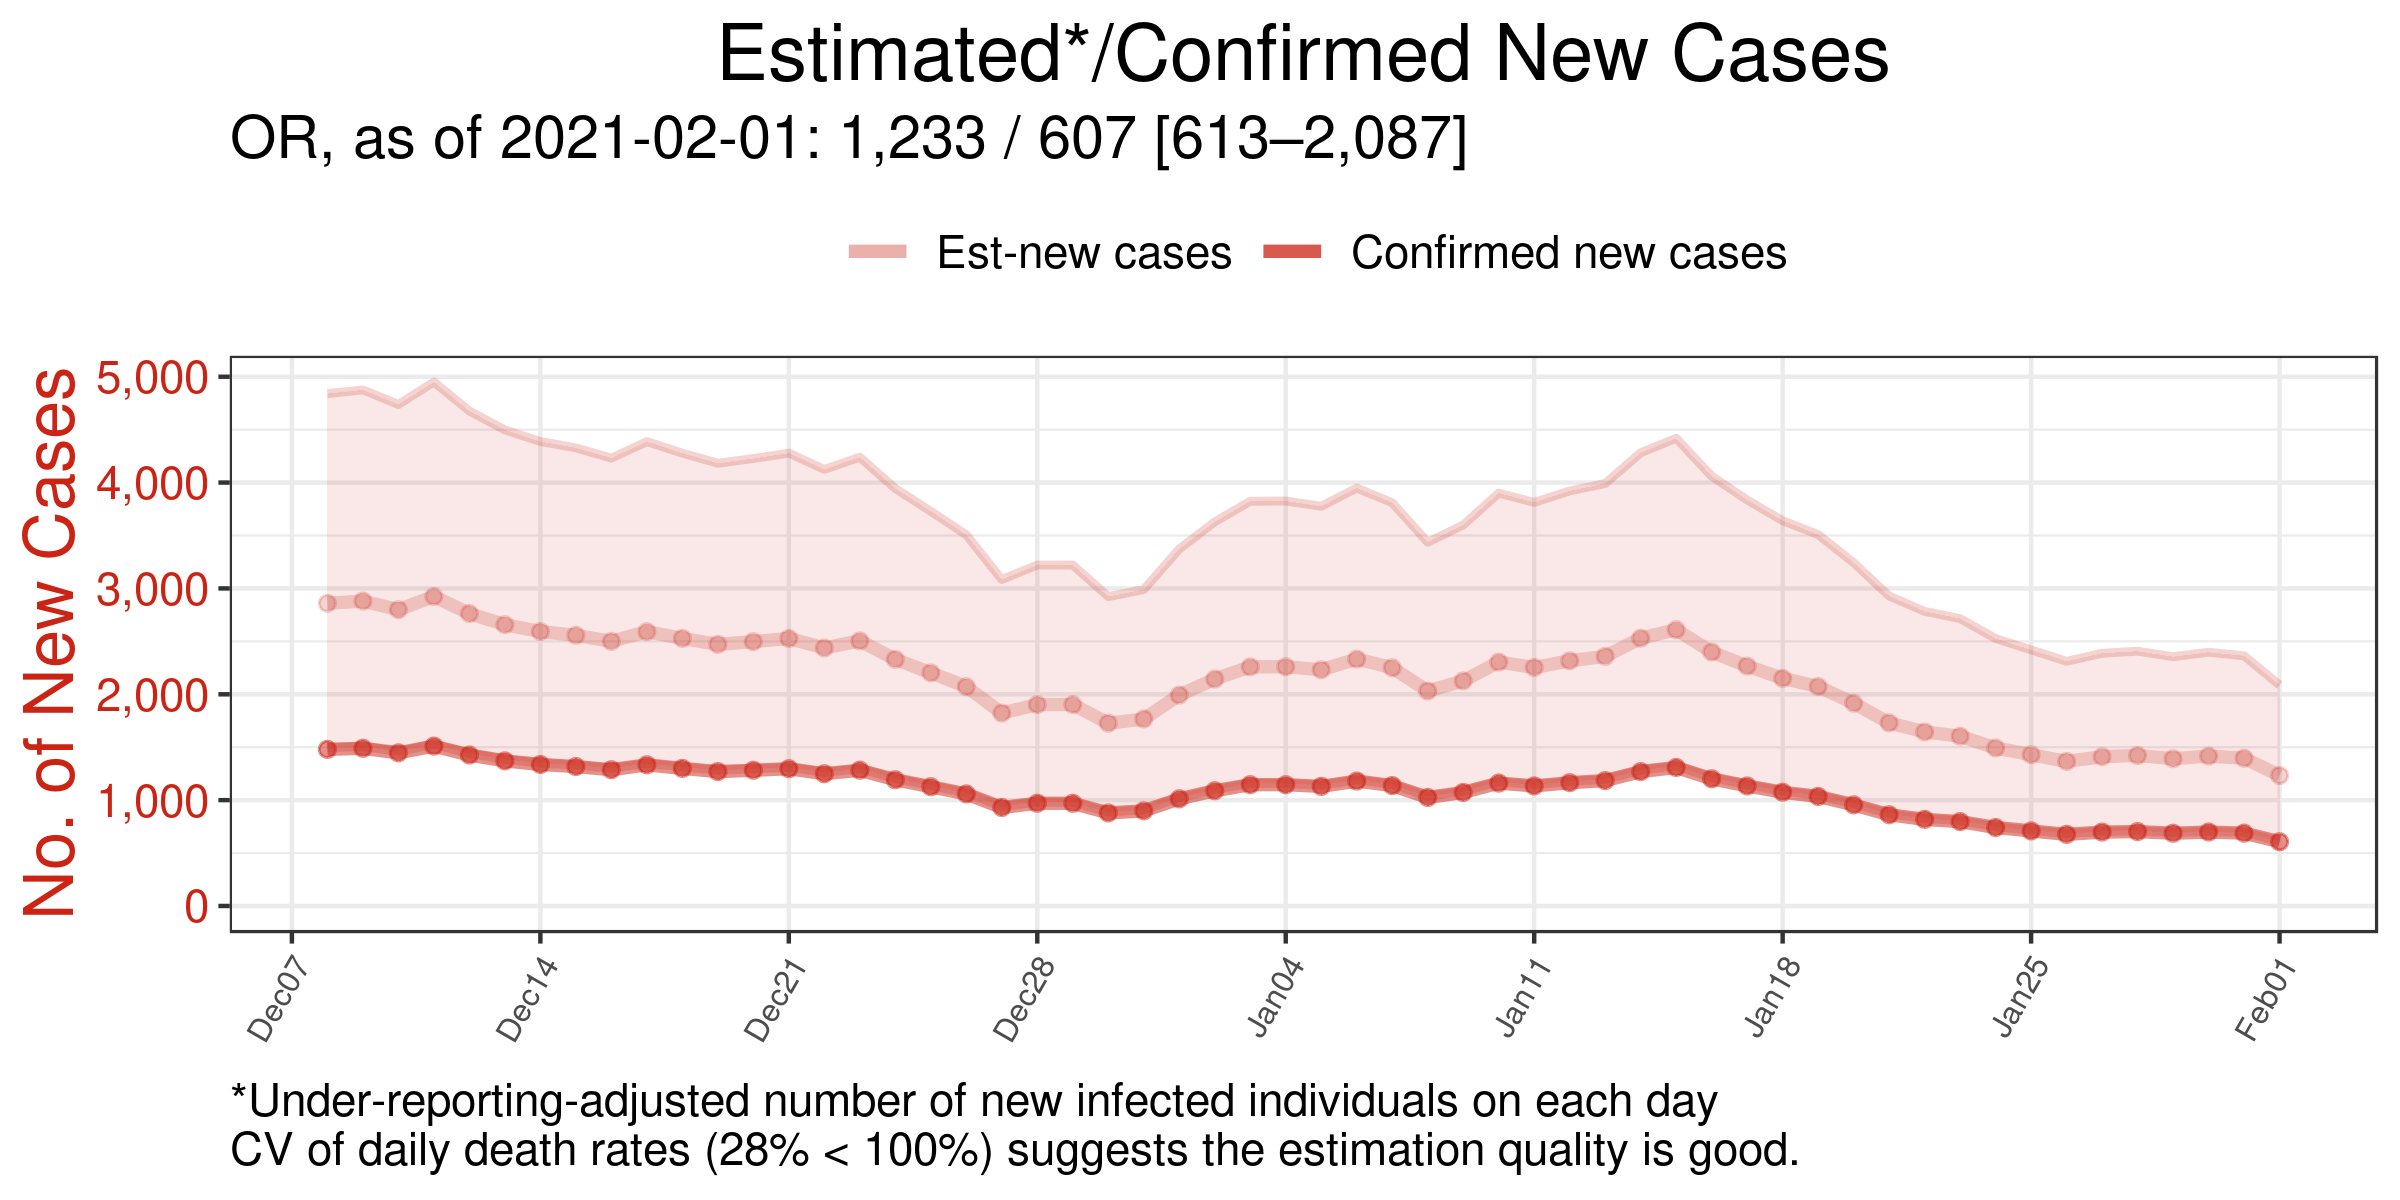 Estimated*/Confirmed New Cases
OR, as of 2021-02-01: 1,233 / 607 [613–2,087]
Est-new cases Confirmed new cases
No. of New Cases
5,000
4,000
3,000
2,000
1,000
0
Dec07 Dec14 Dec21 Dec28 Jan04 Jan11 Jan18 Jan25 Feb01
*Under-reporting-adjusted number of new infected individuals on each day
CV of daily death rates (28% < 100%) suggests the estimation quality is good.